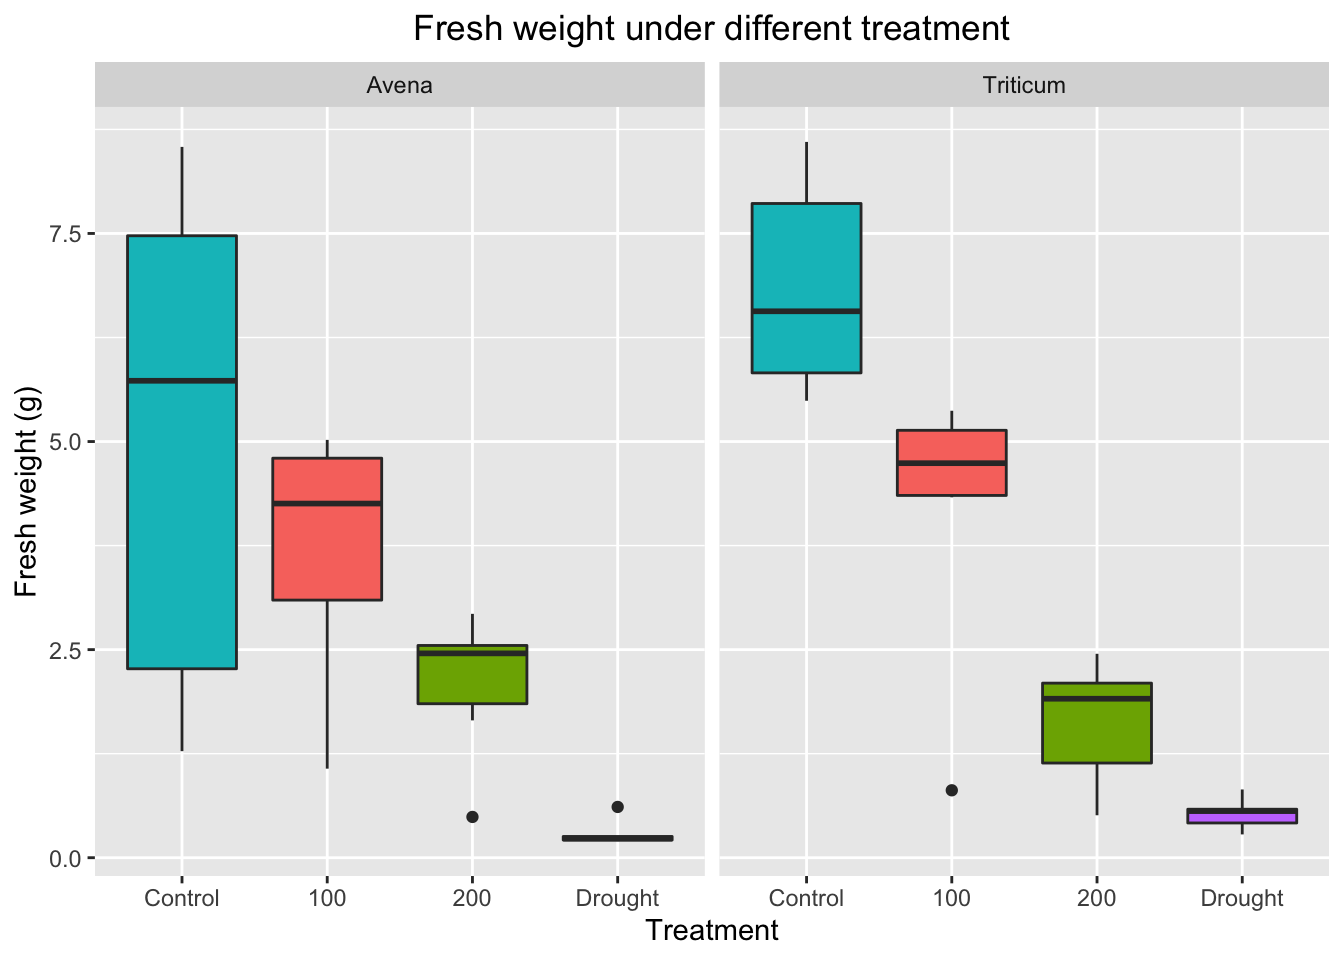 Fresh weight under different treatment
Avena
Triticum
Fresh weight (g)
7.5
5.0
2.5
0.0
Control 100 200 Drought
Control 100 200 Drought
Treatment